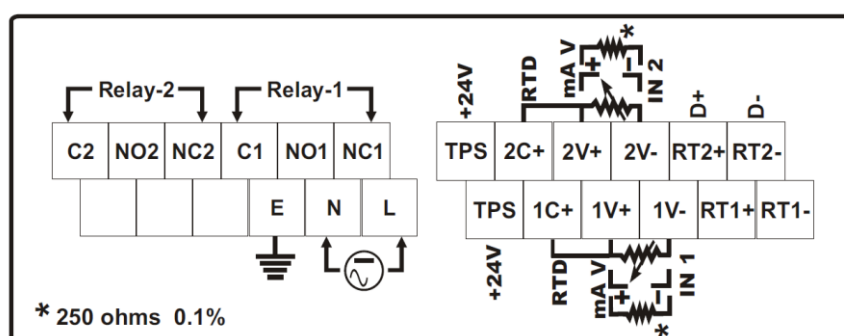 Relay-2 Relay-1
C2 NO2 NC2 C1 NO1 NC1
E N L
* 250 ohms 0.1%
+24V RTD mA V + − * IN 2 D+ D-
TPS 2C+ 2V+ 2V- RT2+ RT2-
TPS 1C+ 1V+ 1V- RT1+ RT1-
+24V RTD mA V + − * IN 1